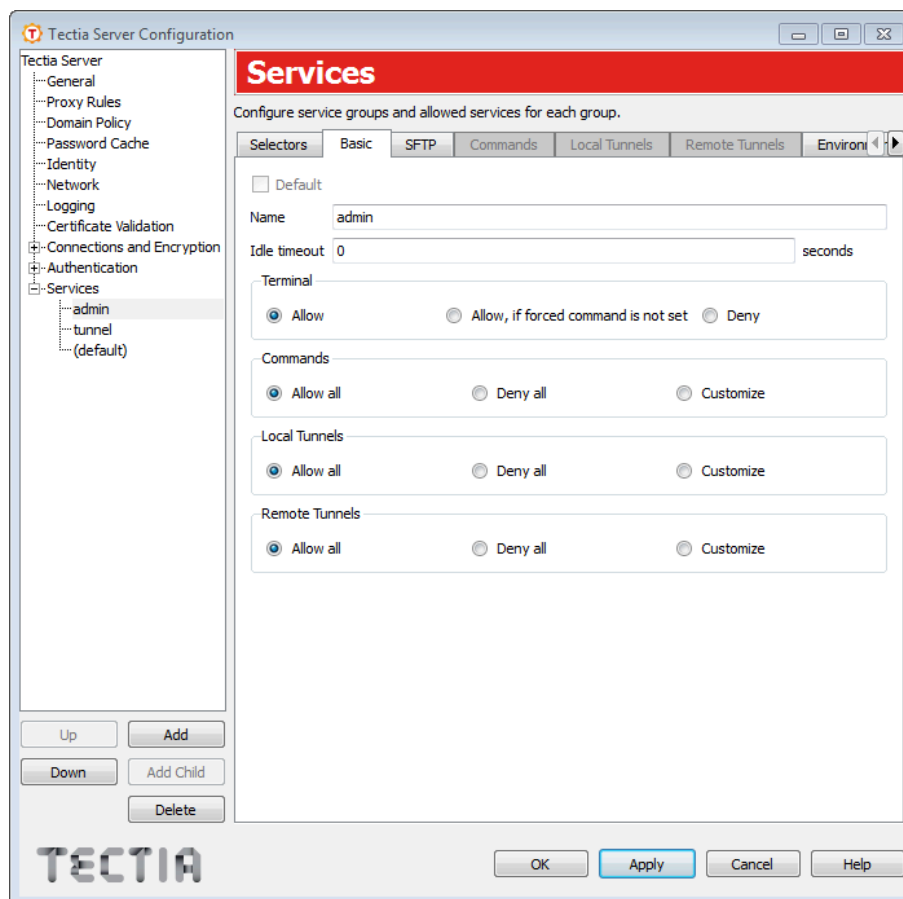 Tectia Server Configuration
Tectia Server
General
Proxy Rules
Domain Policy
Password Cache
Identity
Network
Logging
Certificate Validation
Connections and Encryption
Authentication
Services
admin
tunnel
(default)
Up
Add
Down
Add Child
Delete
Services
Configure service groups and allowed services for each group.
Selectors Basic SFTP Commands Local Tunnels Remote Tunnels
Default
Name admin
Idle timeout 0 seconds
Terminal
Allow Allow, if forced command is not set Deny
Commands
Allow all Deny all Customize
Local Tunnels
Allow all Deny all Customize
Remote Tunnels
Allow all Deny all Customize
TECTIA
OK Apply Cancel Help